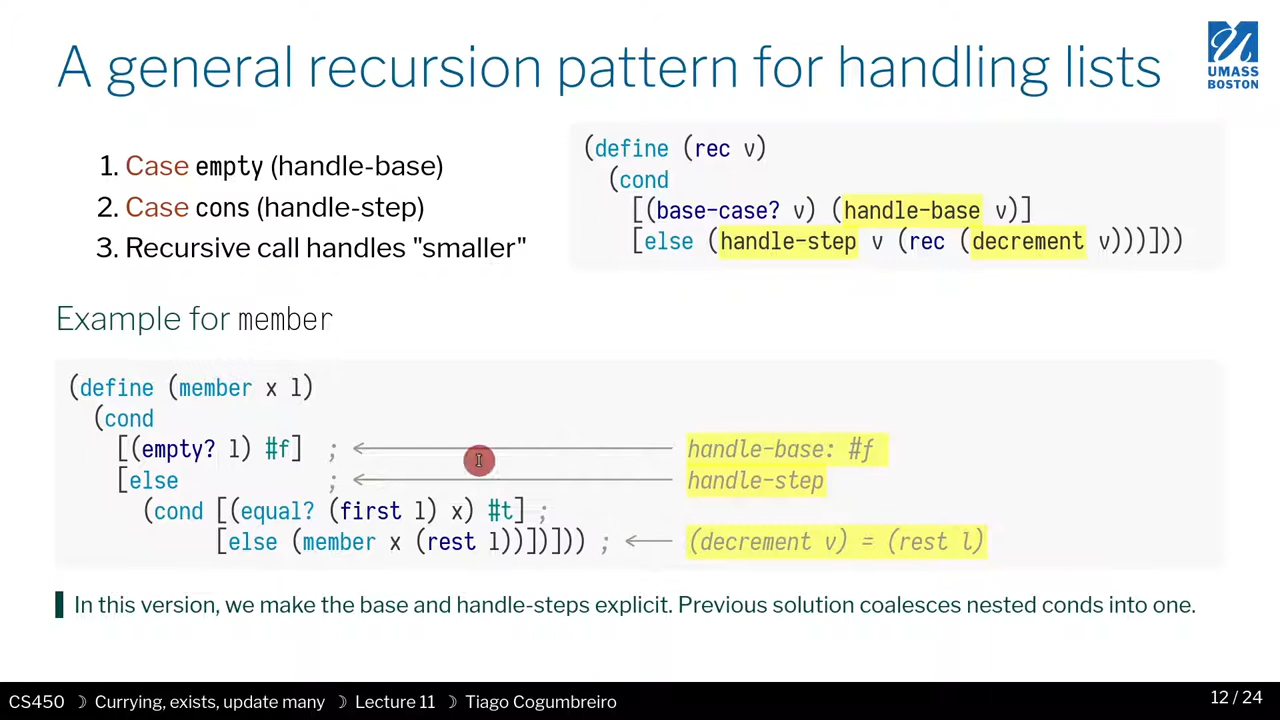 A general recursion pattern for handling lists
UMASS
BOSTON
1. Case empty (handle-base)
2. Case cons (handle-step)
3. Recursive call handles "smaller"
(define (rec v)
(cond
[(base-case? v) (handle-base v)]
[else (handle-step v (rec (decrement v)))]))
Example for member
(define (member x l)
(cond
[(empty? l) #f] ; ⟵ handle-base: #f
[else ; ⟵ handle-step
(cond [(equal? (first l) x) #t] ;
[else (member x (rest l))])])) ; ⟵ (decrement v) = (rest l)
In this version, we make the base and handle-steps explicit. Previous solution coalesces nested conds into one.
CS450 ☽ Currying, exists, update many ☽ Lecture 11 ☽ Tiago Cogumbreiro
12 / 24